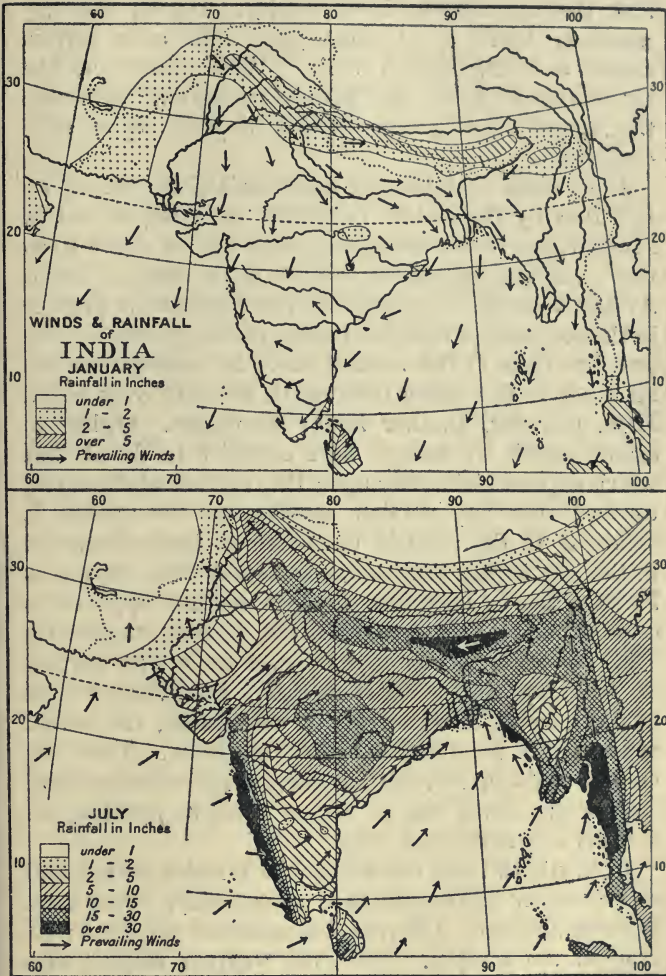 60 70 80 90 100
30 30
20 20
10 10
WINDS & RAINFALL
of
INDIA
JANUARY
Rainfall in Inches
under 1
1 - 2
2 - 5
over 5
Prevailing Winds
60 70 80 90 100
60 70 80 90 100
30 30
20 20
10 10
JULY
Rainfall in Inches
under 1
1 - 2
2 - 5
5 - 10
10 - 15
15 - 30
over 30
Prevailing Winds
60 70 80 90 100